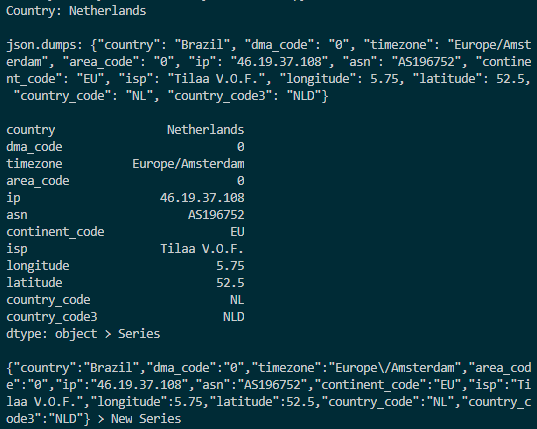 Country: Netherlands
json.dumps: {"country": "Brazil", "dma_code": "0", "timezone": "Europe/Amst
erdam", "area_code": "0", "ip": "46.19.37.108", "asn": "AS196752", "contine
nt_code": "EU", "isp": "Tilaa V.O.F.", "longitude": 5.75, "latitude": 52.5,
 "country_code": "NL", "country_code3": "NLD"}
country                Netherlands
dma_code                         0
timezone          Europe/Amsterdam
area_code                        0
ip                    46.19.37.108
asn                       AS196752
continent_code                  EU
isp                   Tilaa V.O.F.
longitude                     5.75
latitude                      52.5
country_code                    NL
country_code3                  NLD
dtype: object > Series
{"country":"Brazil","dma_code":"0","timezone":"Europe\/Amsterdam","area_cod
e":"0","ip":"46.19.37.108","asn":"AS196752","continent_code":"EU","isp":"Ti
laa V.O.F.","longitude":5.75,"latitude":52.5,"country_code":"NL","country_c
ode3":"NLD"} > New Series